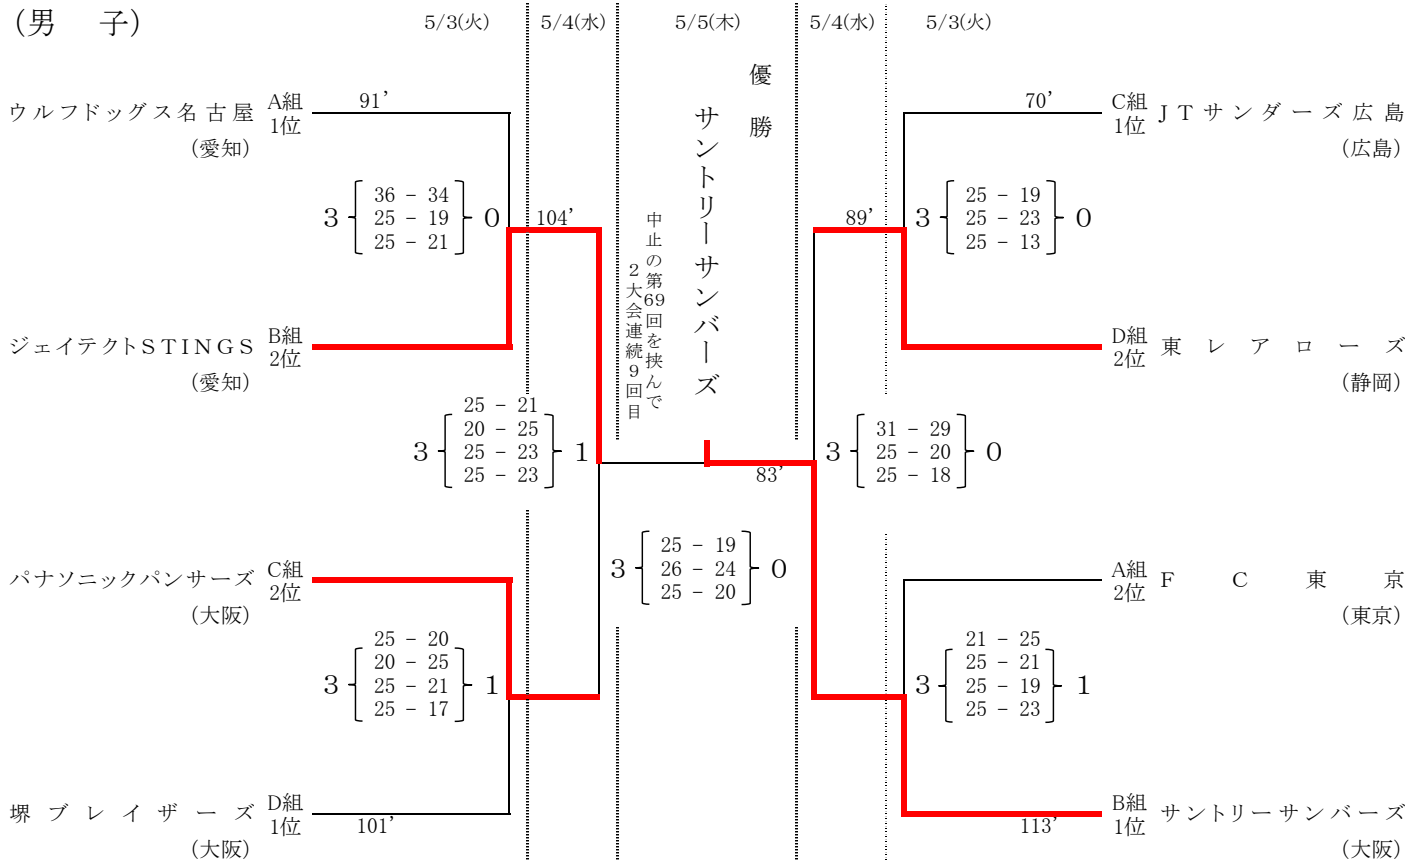 (男　子)
5/3(火)
5/4(水)
5/5(木)
5/4(水)
5/3(火)
優勝
サントリーサンバーズ
中止の第69回を挟んで
２大会連続９回目
ウルフドッグス名古屋
(愛知)
A組
1位
91’
3
36 － 34
25 － 19
25 － 21
0
ジェイテクトSTINGS
(愛知)
B組
2位
104’
3
25 － 21
20 － 25
25 － 23
25 － 23
1
パナソニックパンサーズ
(大阪)
C組
2位
3
25 － 20
20 － 25
25 － 21
25 － 17
1
堺ブレイザーズ
(大阪)
D組
1位
101’
83’
3
25 － 19
26 － 24
25 － 20
0
70’
C組
1位
JTサンダーズ広島
(広島)
3
25 － 19
25 － 23
25 － 13
0
D組
2位
東レアローズ
(静岡)
89’
3
31 － 29
25 － 20
25 － 18
0
A組
2位
FC東京
(東京)
3
21 － 25
25 － 21
25 － 19
25 － 23
1
113’
B組
1位
サントリーサンバーズ
(大阪)